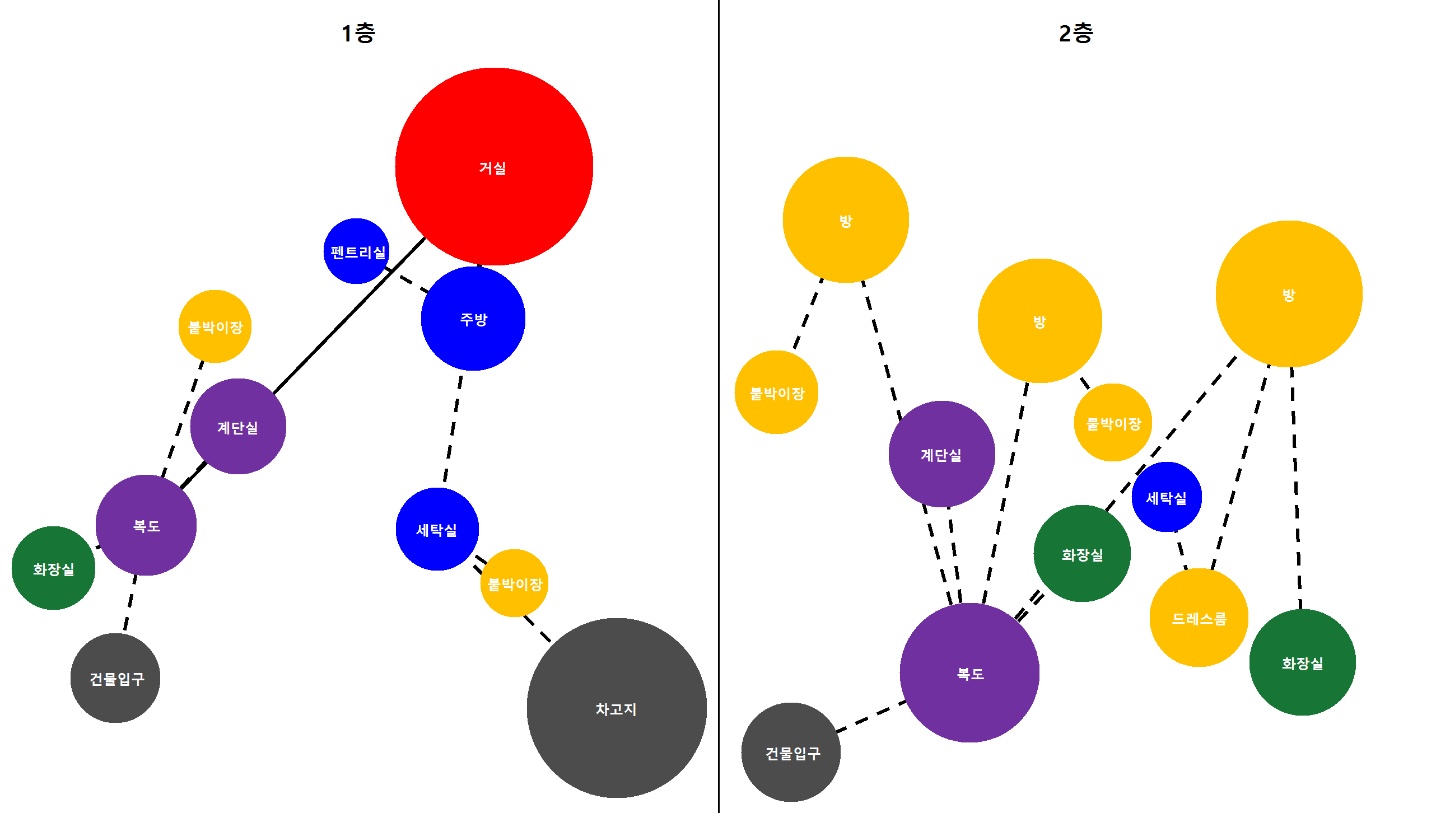 1층
거실
펜트리실
주방
붙박이장
계단실
복도
화장실
세탁실
붙박이장
건물입구
차고지
2층
방
방
방
붙박이장
붙박이장
계단실
세탁실
화장실
드레스룸
화장실
복도
건물입구